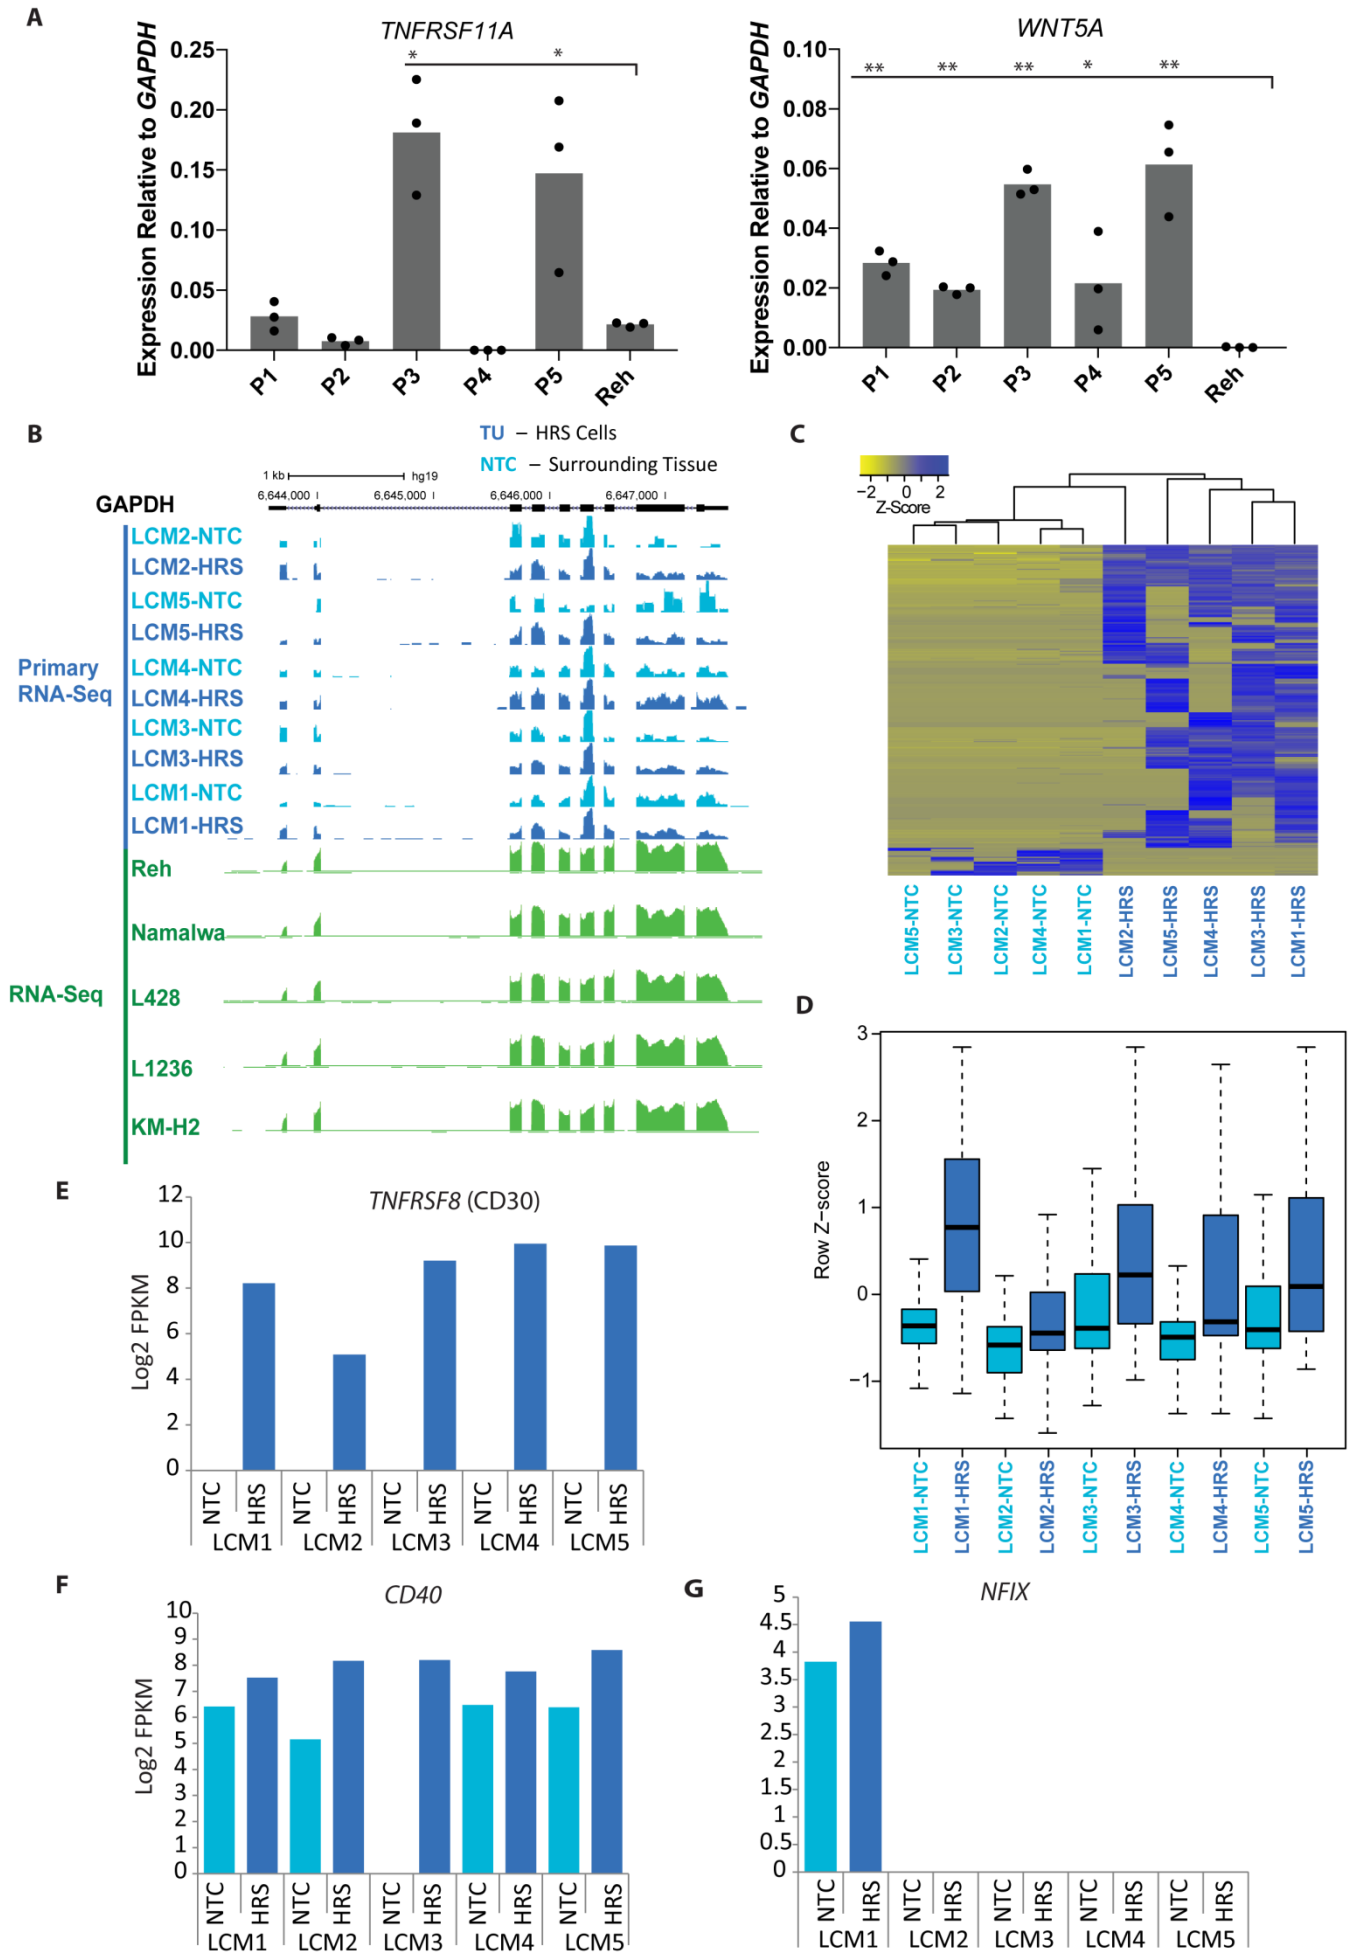 A
TNFRSF11A
Expression Relative to GAPDH
0.25
0.20
0.15
0.10
0.05
0.00
* *
P1 P2 P3 P4 P5 Reh
WNT5A
Expression Relative to GAPDH
0.10
0.08
0.06
0.04
0.02
0.00
** ** ** * **
P1 P2 P3 P4 P5 Reh
B
TU – HRS Cells
NTC – Surrounding Tissue
1 kb hg19
6,644,000 6,645,000 6,646,000 6,647,000
GAPDH
Primary
RNA-Seq
LCM2-NTC
LCM2-HRS
LCM5-NTC
LCM5-HRS
LCM4-NTC
LCM4-HRS
LCM3-NTC
LCM3-HRS
LCM1-NTC
LCM1-HRS
RNA-Seq
Reh
Namalwa
L428
L1236
KM-H2
C
−2 0 2
Z-Score
LCM5-NTC
LCM3-NTC
LCM2-NTC
LCM4-NTC
LCM1-NTC
LCM2-HRS
LCM5-HRS
LCM4-HRS
LCM3-HRS
LCM1-HRS
D
Row Z−score
3
2
1
0
−1
LCM1-NTC
LCM1-HRS
LCM2-NTC
LCM2-HRS
LCM3-NTC
LCM3-HRS
LCM4-NTC
LCM4-HRS
LCM5-NTC
LCM5-HRS
E
TNFRSF8 (CD30)
Log2 FPKM
12
10
8
6
4
2
0
NTC HRS NTC HRS NTC HRS NTC HRS NTC HRS
LCM1 LCM2 LCM3 LCM4 LCM5
F
CD40
Log2 FPKM
10
9
8
7
6
5
4
3
2
1
0
NTC HRS NTC HRS NTC HRS NTC HRS NTC HRS
LCM1 LCM2 LCM3 LCM4 LCM5
G
NFIX
5
4.5
4
3.5
3
2.5
2
1.5
1
0.5
0
NTC HRS NTC HRS NTC HRS NTC HRS NTC HRS
LCM1 LCM2 LCM3 LCM4 LCM5